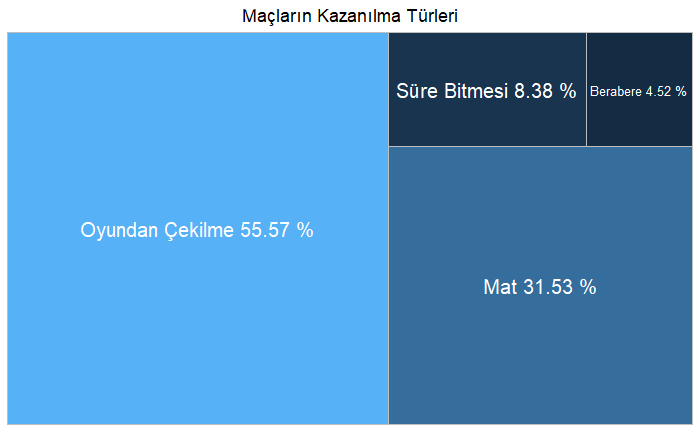 Maçların Kazanılma Türleri
Oyundan Çekilme 55.57 %
Süre Bitmesi 8.38 %
Berabere 4.52 %
Mat 31.53 %